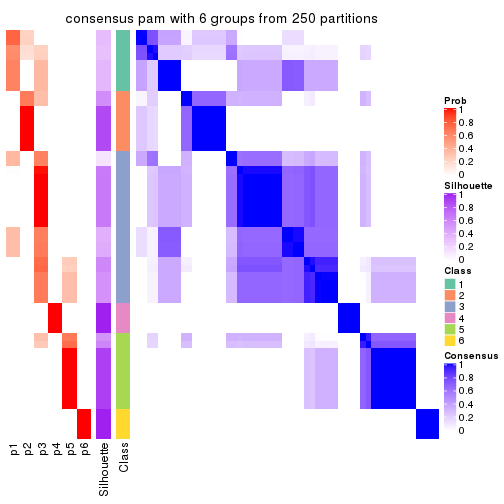 consensus pam with 6 groups from 250 partitions
p1
p2
p3
p4
p5
p6
Silhouette
Class
Prob
1
0.8
0.6
0.4
0.2
0
Silhouette
1
0.8
0.6
0.4
0.2
0
Class
1
2
3
4
5
6
Consensus
1
0.8
0.6
0.4
0.2
0